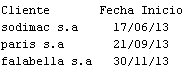 Cliente Fecha Inicio
sodimac s.a 17/06/13
paris s.a 21/09/13
falabella s.a 30/11/13